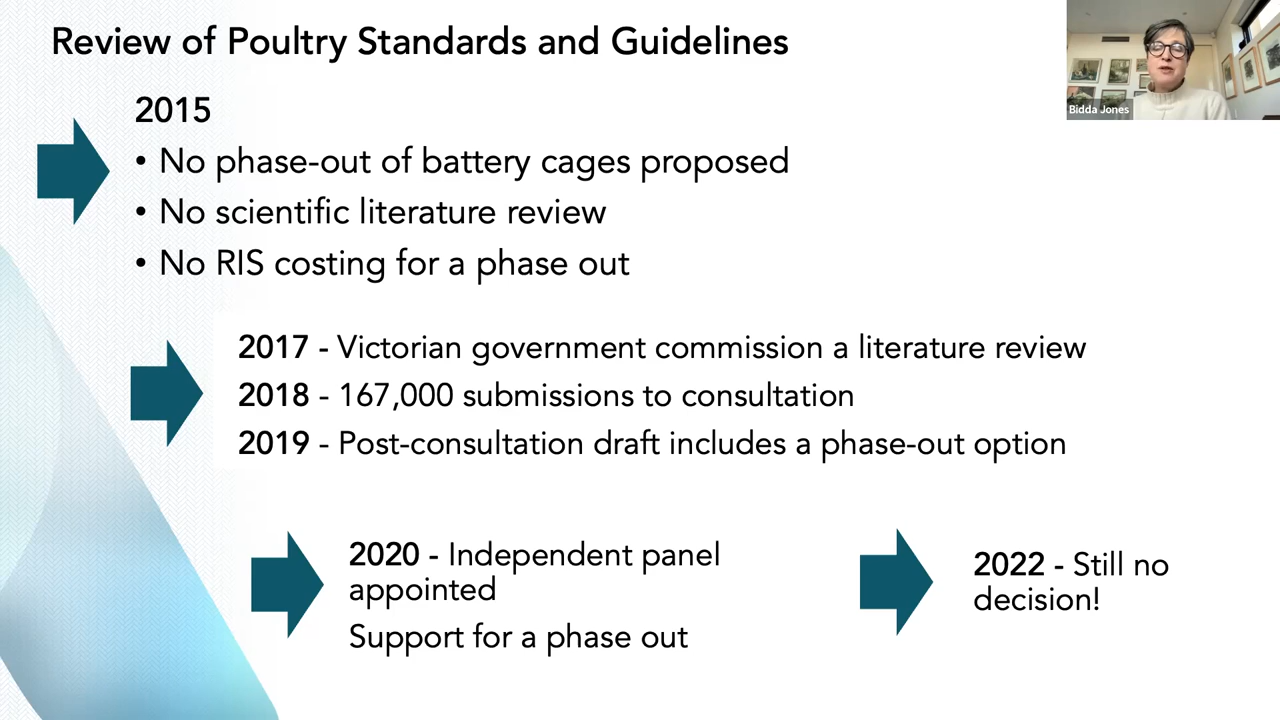 Review of Poultry Standards and Guidelines
Bidda Jones
2015
• No phase-out of battery cages proposed
• No scientific literature review
• No RIS costing for a phase out
2017 - Victorian government commission a literature review
2018 - 167,000 submissions to consultation
2019 - Post-consultation draft includes a phase-out option
2020 - Independent panel
appointed
Support for a phase out
2022 - Still no
decision!